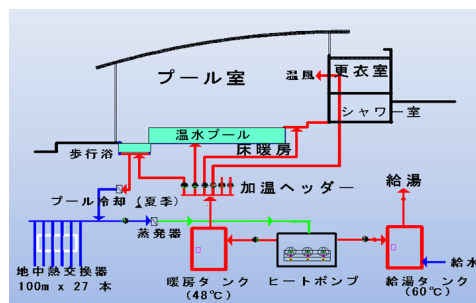 プール室
温風
更衣室
シャワー室
温水プール
床暖房
歩行浴
プール冷却 (夏季)
加温ヘッダー
給湯
蒸発器
地中熱交換器
100m x 27 本
暖房タンク
(48℃)
ヒートポンプ
給水
給湯タンク
(60℃)